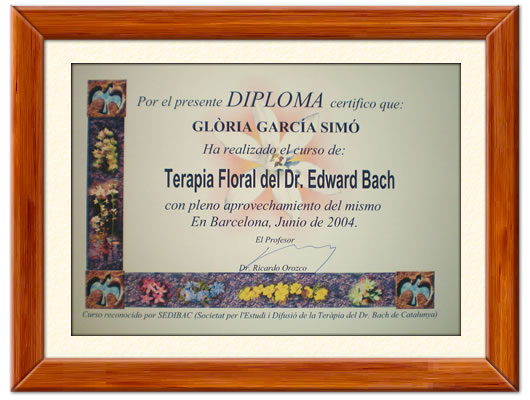 Por el presente DIPLOMA certifico que:
GLÒRIA GARCÍA SIMÓ
Ha realizado el curso de:
Terapia Floral del Dr. Edward Bach
con pleno aprovechamiento del mismo
En Barcelona, Junio de 2004.
El Profesor
Dr. Ricardo Orozco
Curso reconocido por SEDIBAC (Societat per l'Estudi i Difusió de la Teràpia del Dr. Bach de Catalunya)